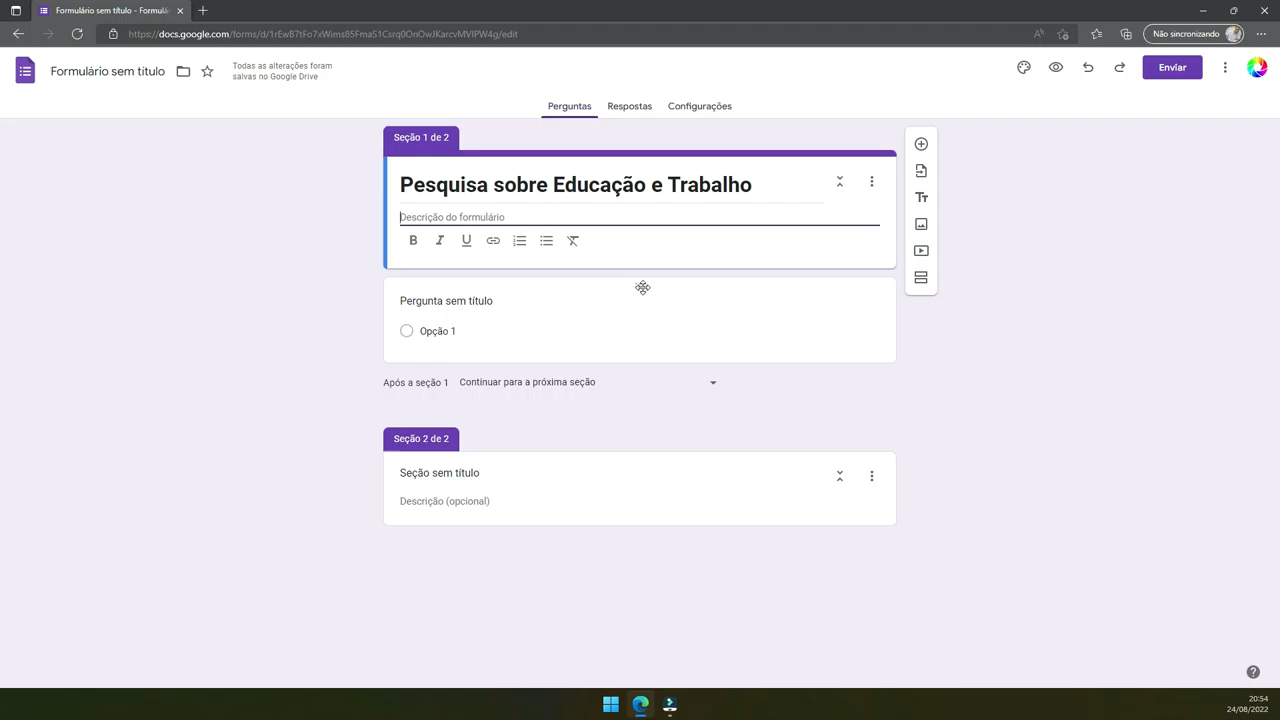 Formulário sem título - Formulá
https://docs.google.com/forms/d/1rEwB7tFo7xWims85FmaS1Csrq0OnOwJKarcvMVlPW4g/edit
Não sincronizando
Formulário sem título
Todas as alterações foram
salvas no Google Drive
Enviar
Perguntas
Respostas
Configurações
Seção 1 de 2
Pesquisa sobre Educação e Trabalho
Descrição do formulário
B I U
Tт
Pergunta sem título
Opção 1
Após a seção 1 Continuar para a próxima seção
Seção 2 de 2
Seção sem título
Descrição (opcional)
20:54
24/08/2022